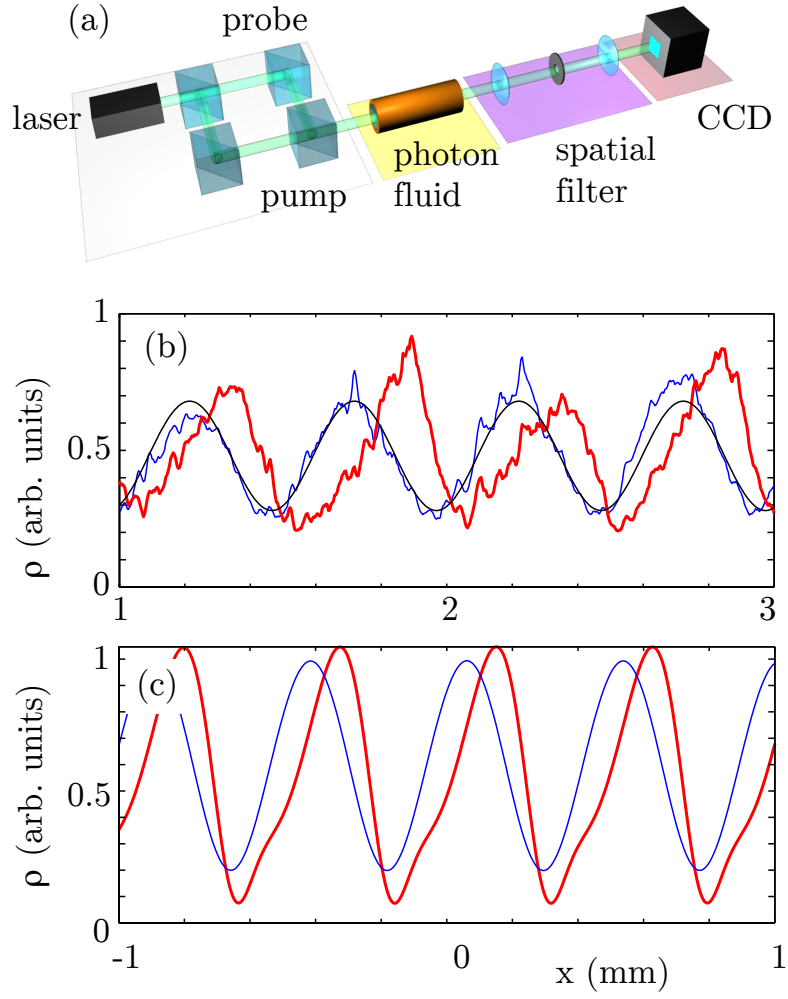 (a)
probe
laser
pump
photon
fluid
spatial
filter
CCD
(b)
ρ (arb. units)
1
0.5
0
1
2
3
(c)
ρ (arb. units)
1
0.5
0
-1
0
1
x (mm)